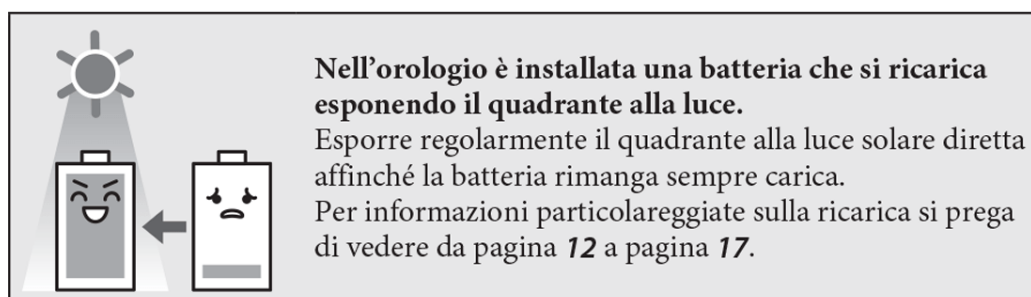 Nell’orologio è installata una batteria che si ricarica
esponendo il quadrante alla luce.
Esporre regolarmente il quadrante alla luce solare diretta
affinché la batteria rimanga sempre carica.
Per informazioni particolareggiate sulla ricarica si prega
di vedere da pagina 12 a pagina 17.